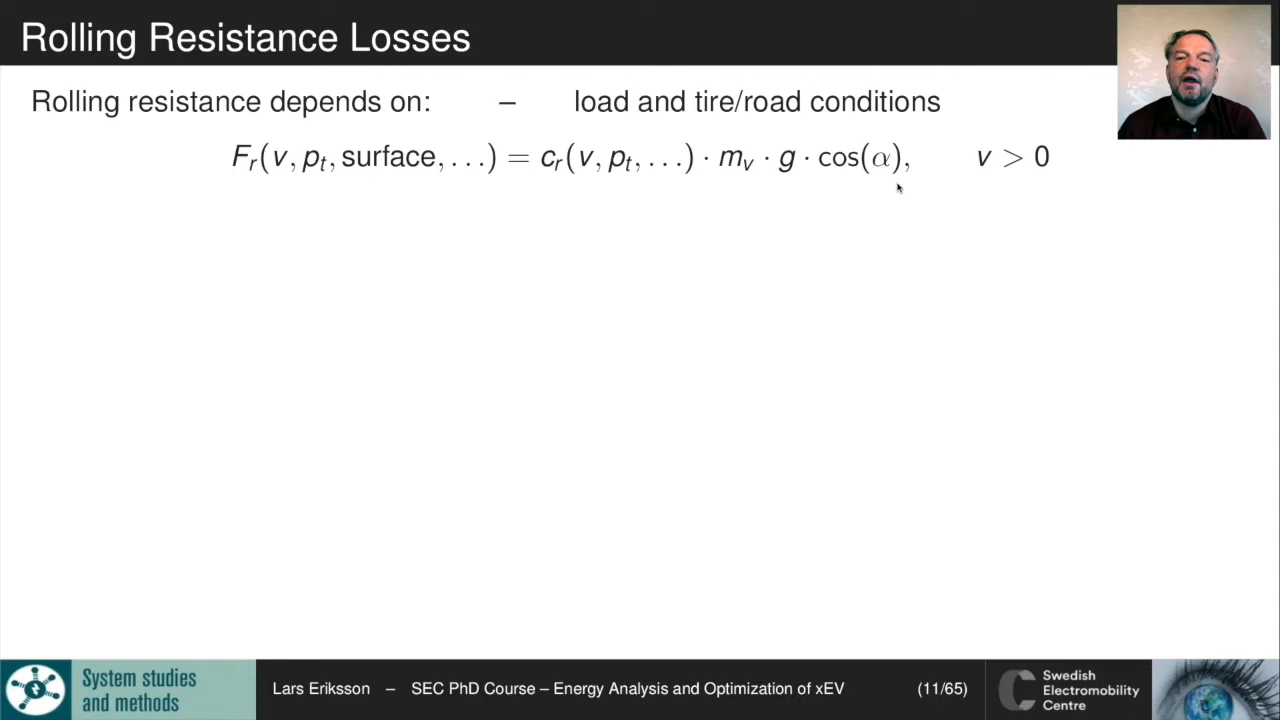 Rolling Resistance Losses
Rolling resistance depends on: – load and tire/road conditions
F_r(v, p_t, surface, . . .) = c_r(v, p_t, . . .) · m_v · g · cos(α), v > 0
System studies
and methods
Lars Eriksson – SEC PhD Course – Energy Analysis and Optimization of xEV (11/65)
Swedish
Electromobility
Centre